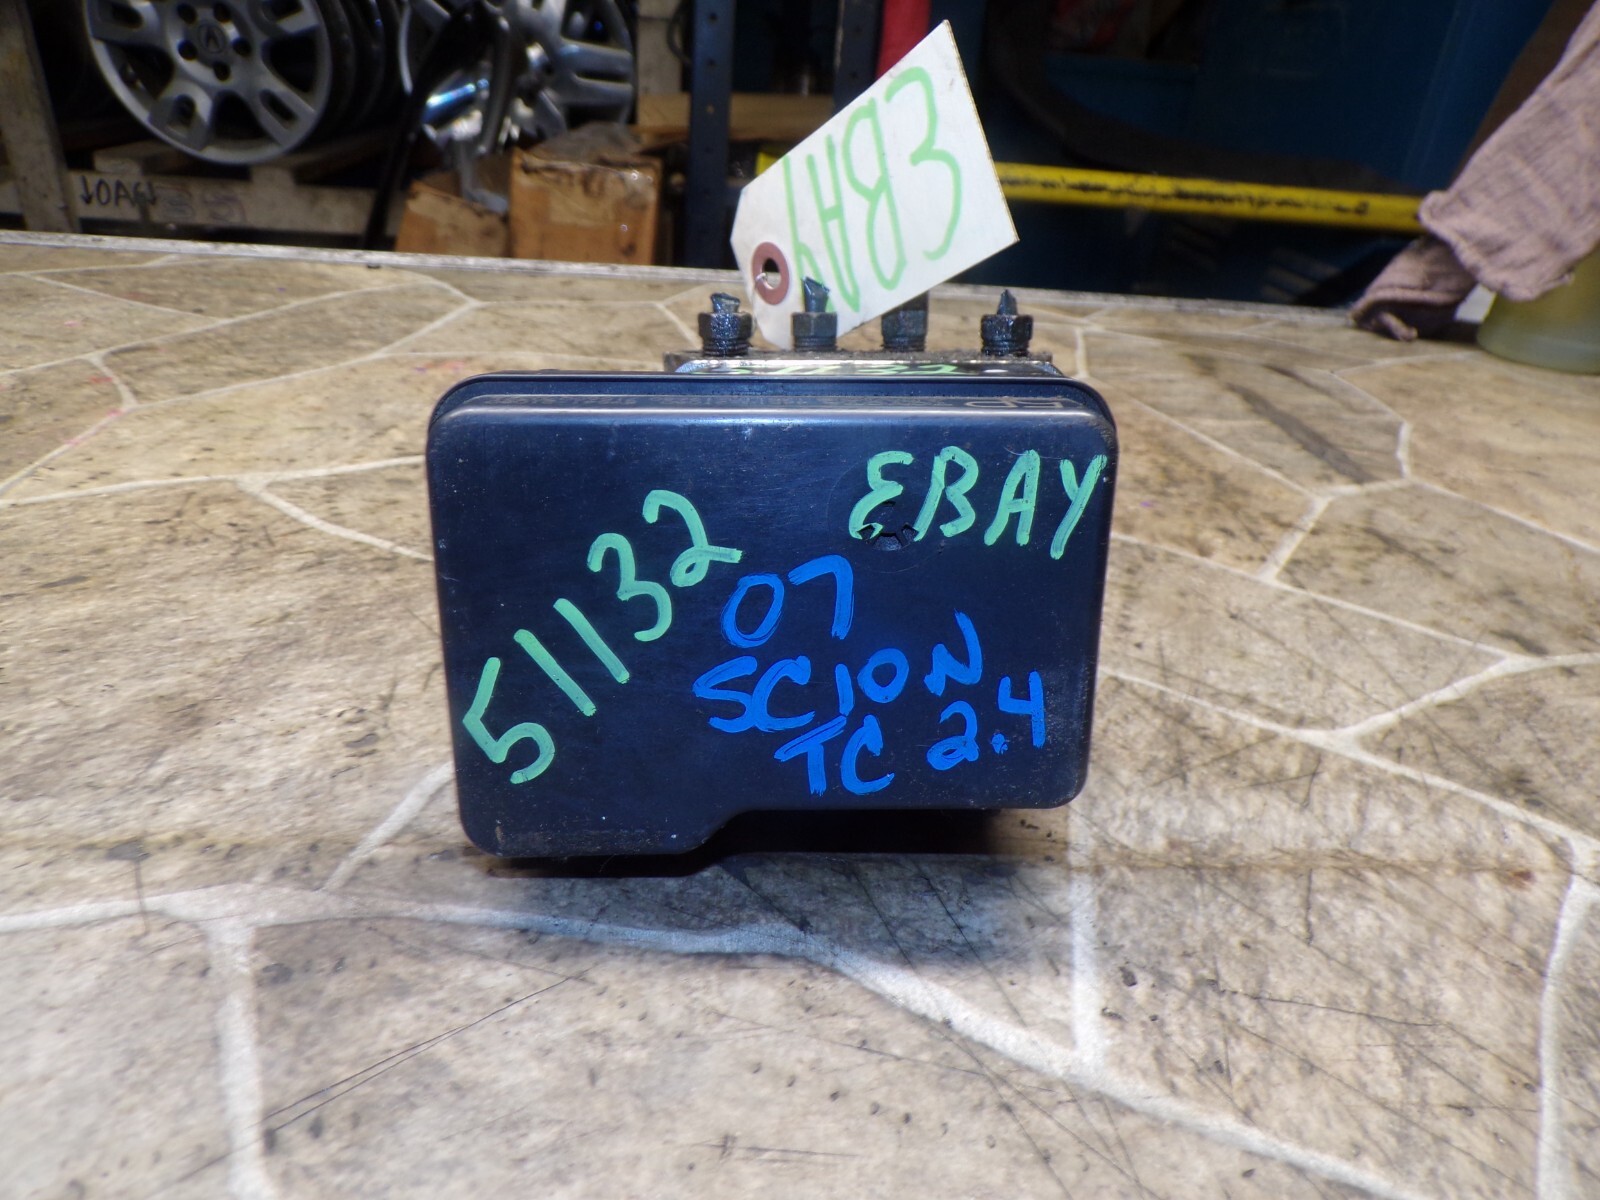 EBAY
EBAY
51132
07
SCION
TC 2.4